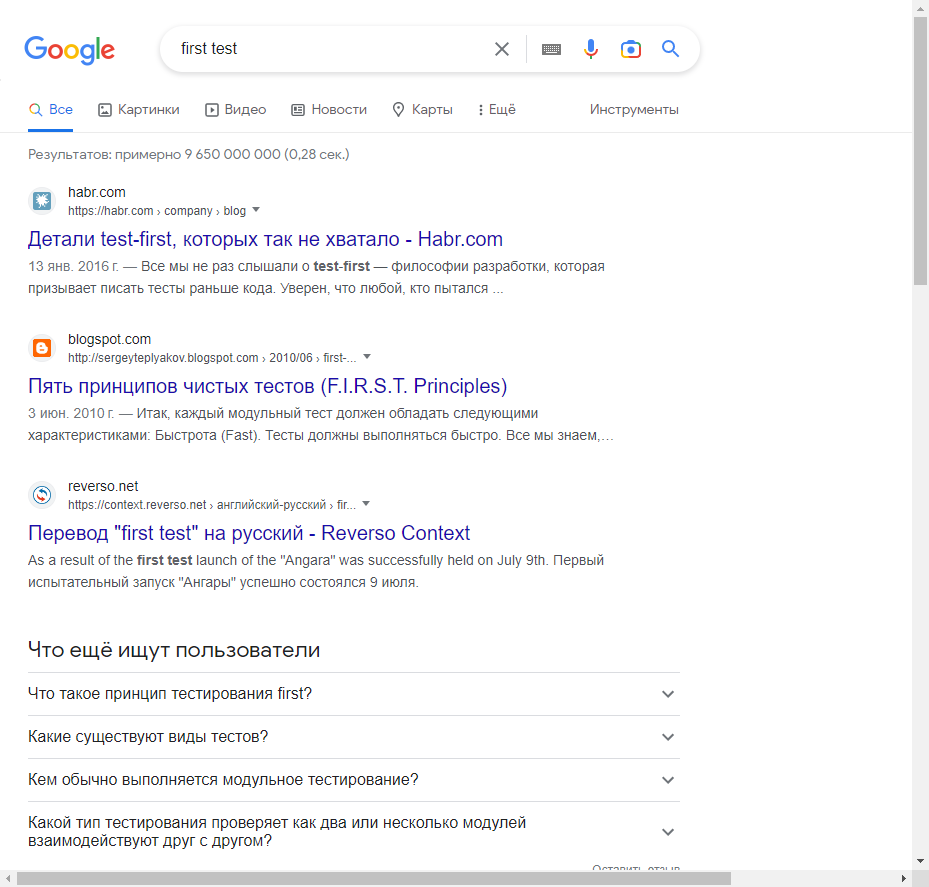 Google
first test
Все Картинки Видео Новости Карты Ещё Инструменты
Результатов: примерно 9 650 000 000 (0,28 сек.)
habr.com
https://habr.com › company › blog
Детали test-first, которых так не хватало - Habr.com
13 янв. 2016 г. — Все мы не раз слышали о test-first — философии разработки, которая
призывает писать тесты раньше кода. Уверен, что любой, кто пытался ...
blogspot.com
http://sergeyteplyakov.blogspot.com › 2010/06 › first-...
Пять принципов чистых тестов (F.I.R.S.T. Principles)
3 июн. 2010 г. — Итак, каждый модульный тест должен обладать следующими
характеристиками: Быстрота (Fast). Тесты должны выполняться быстро. Все мы знаем,…
reverso.net
https://context.reverso.net › английский-русский › fir...
Перевод "first test" на русский - Reverso Context
As a result of the first test launch of the "Angara" was successfully held on July 9th. Первый
испытательный запуск "Ангары" успешно состоялся 9 июля.
Что ещё ищут пользователи
Что такое принцип тестирования first?
Какие существуют виды тестов?
Кем обычно выполняется модульное тестирование?
Какой тип тестирования проверяет как два или несколько модулей
взаимодействуют друг с другом?
Оставить отзыв